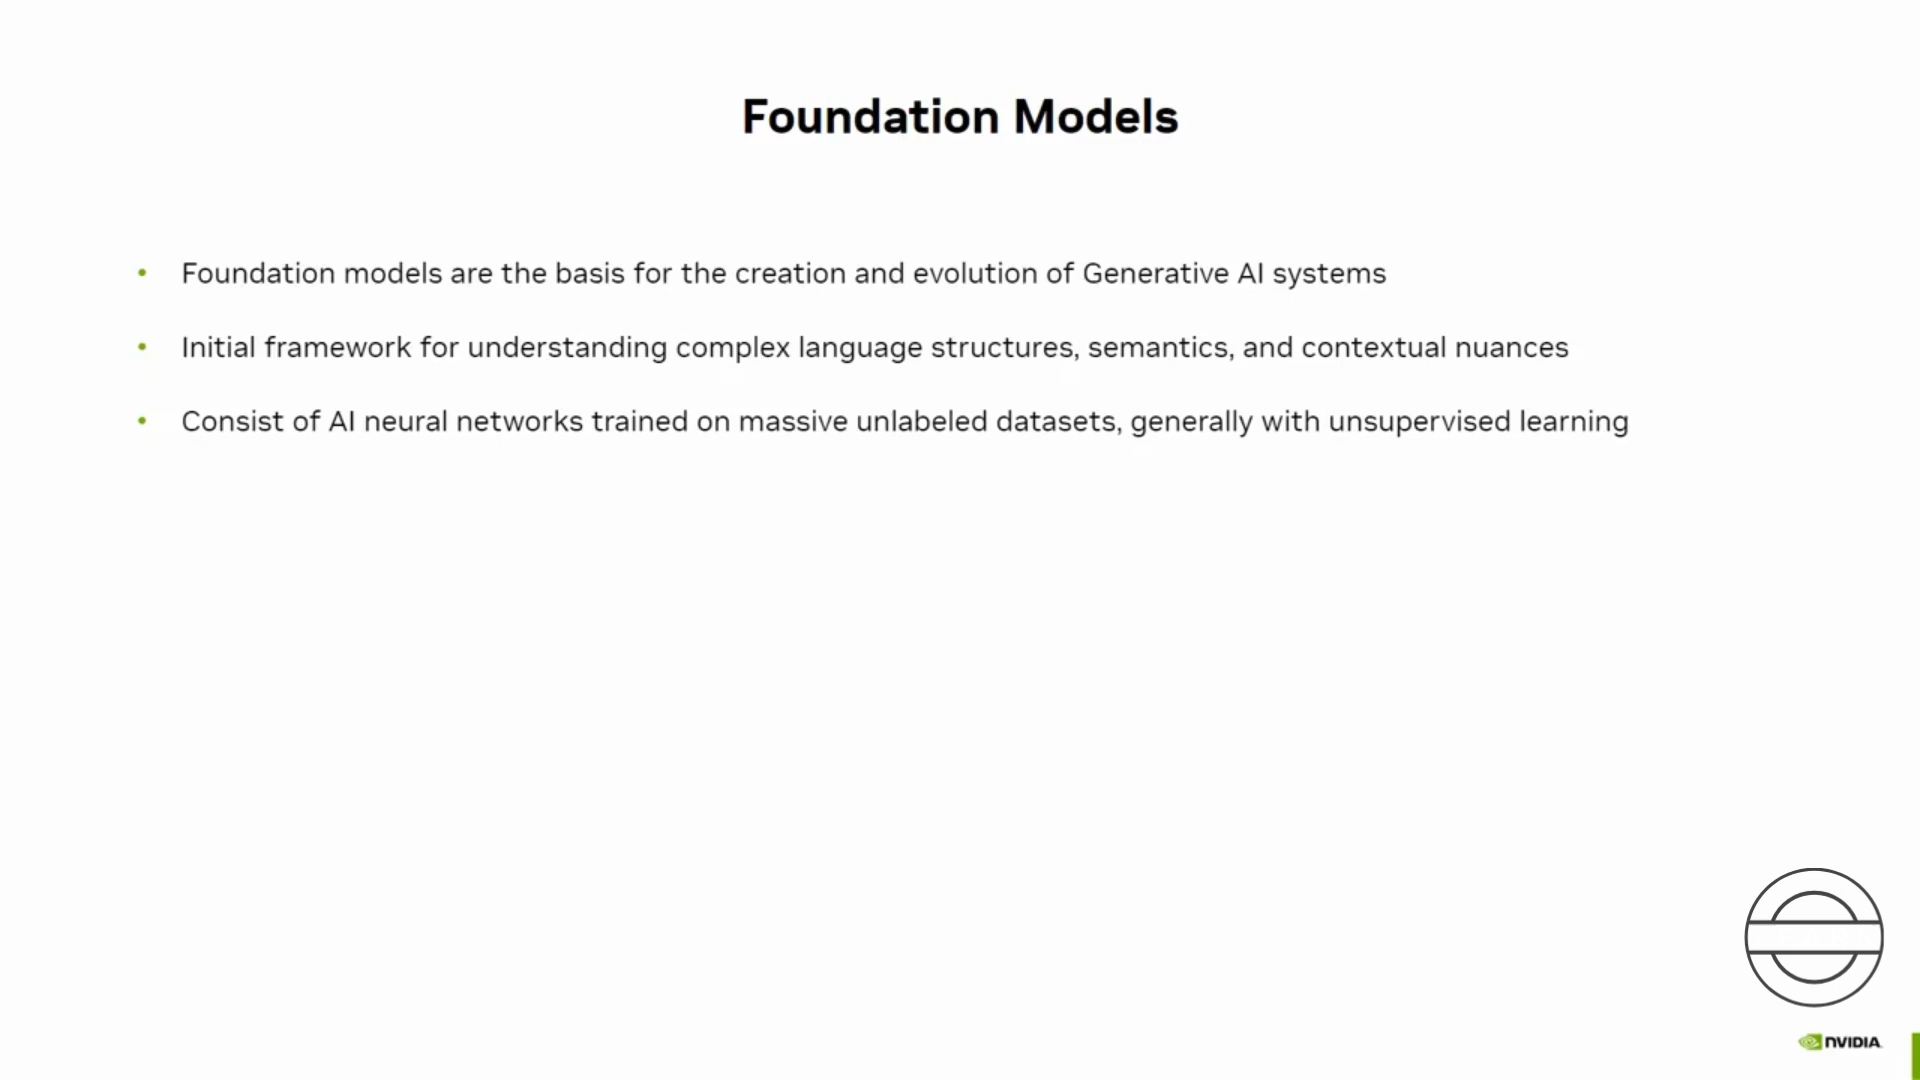 Foundation Models
• Foundation models are the basis for the creation and evolution of Generative AI systems
• Initial framework for understanding complex language structures, semantics, and contextual nuances
• Consist of AI neural networks trained on massive unlabeled datasets, generally with unsupervised learning
NVIDIA